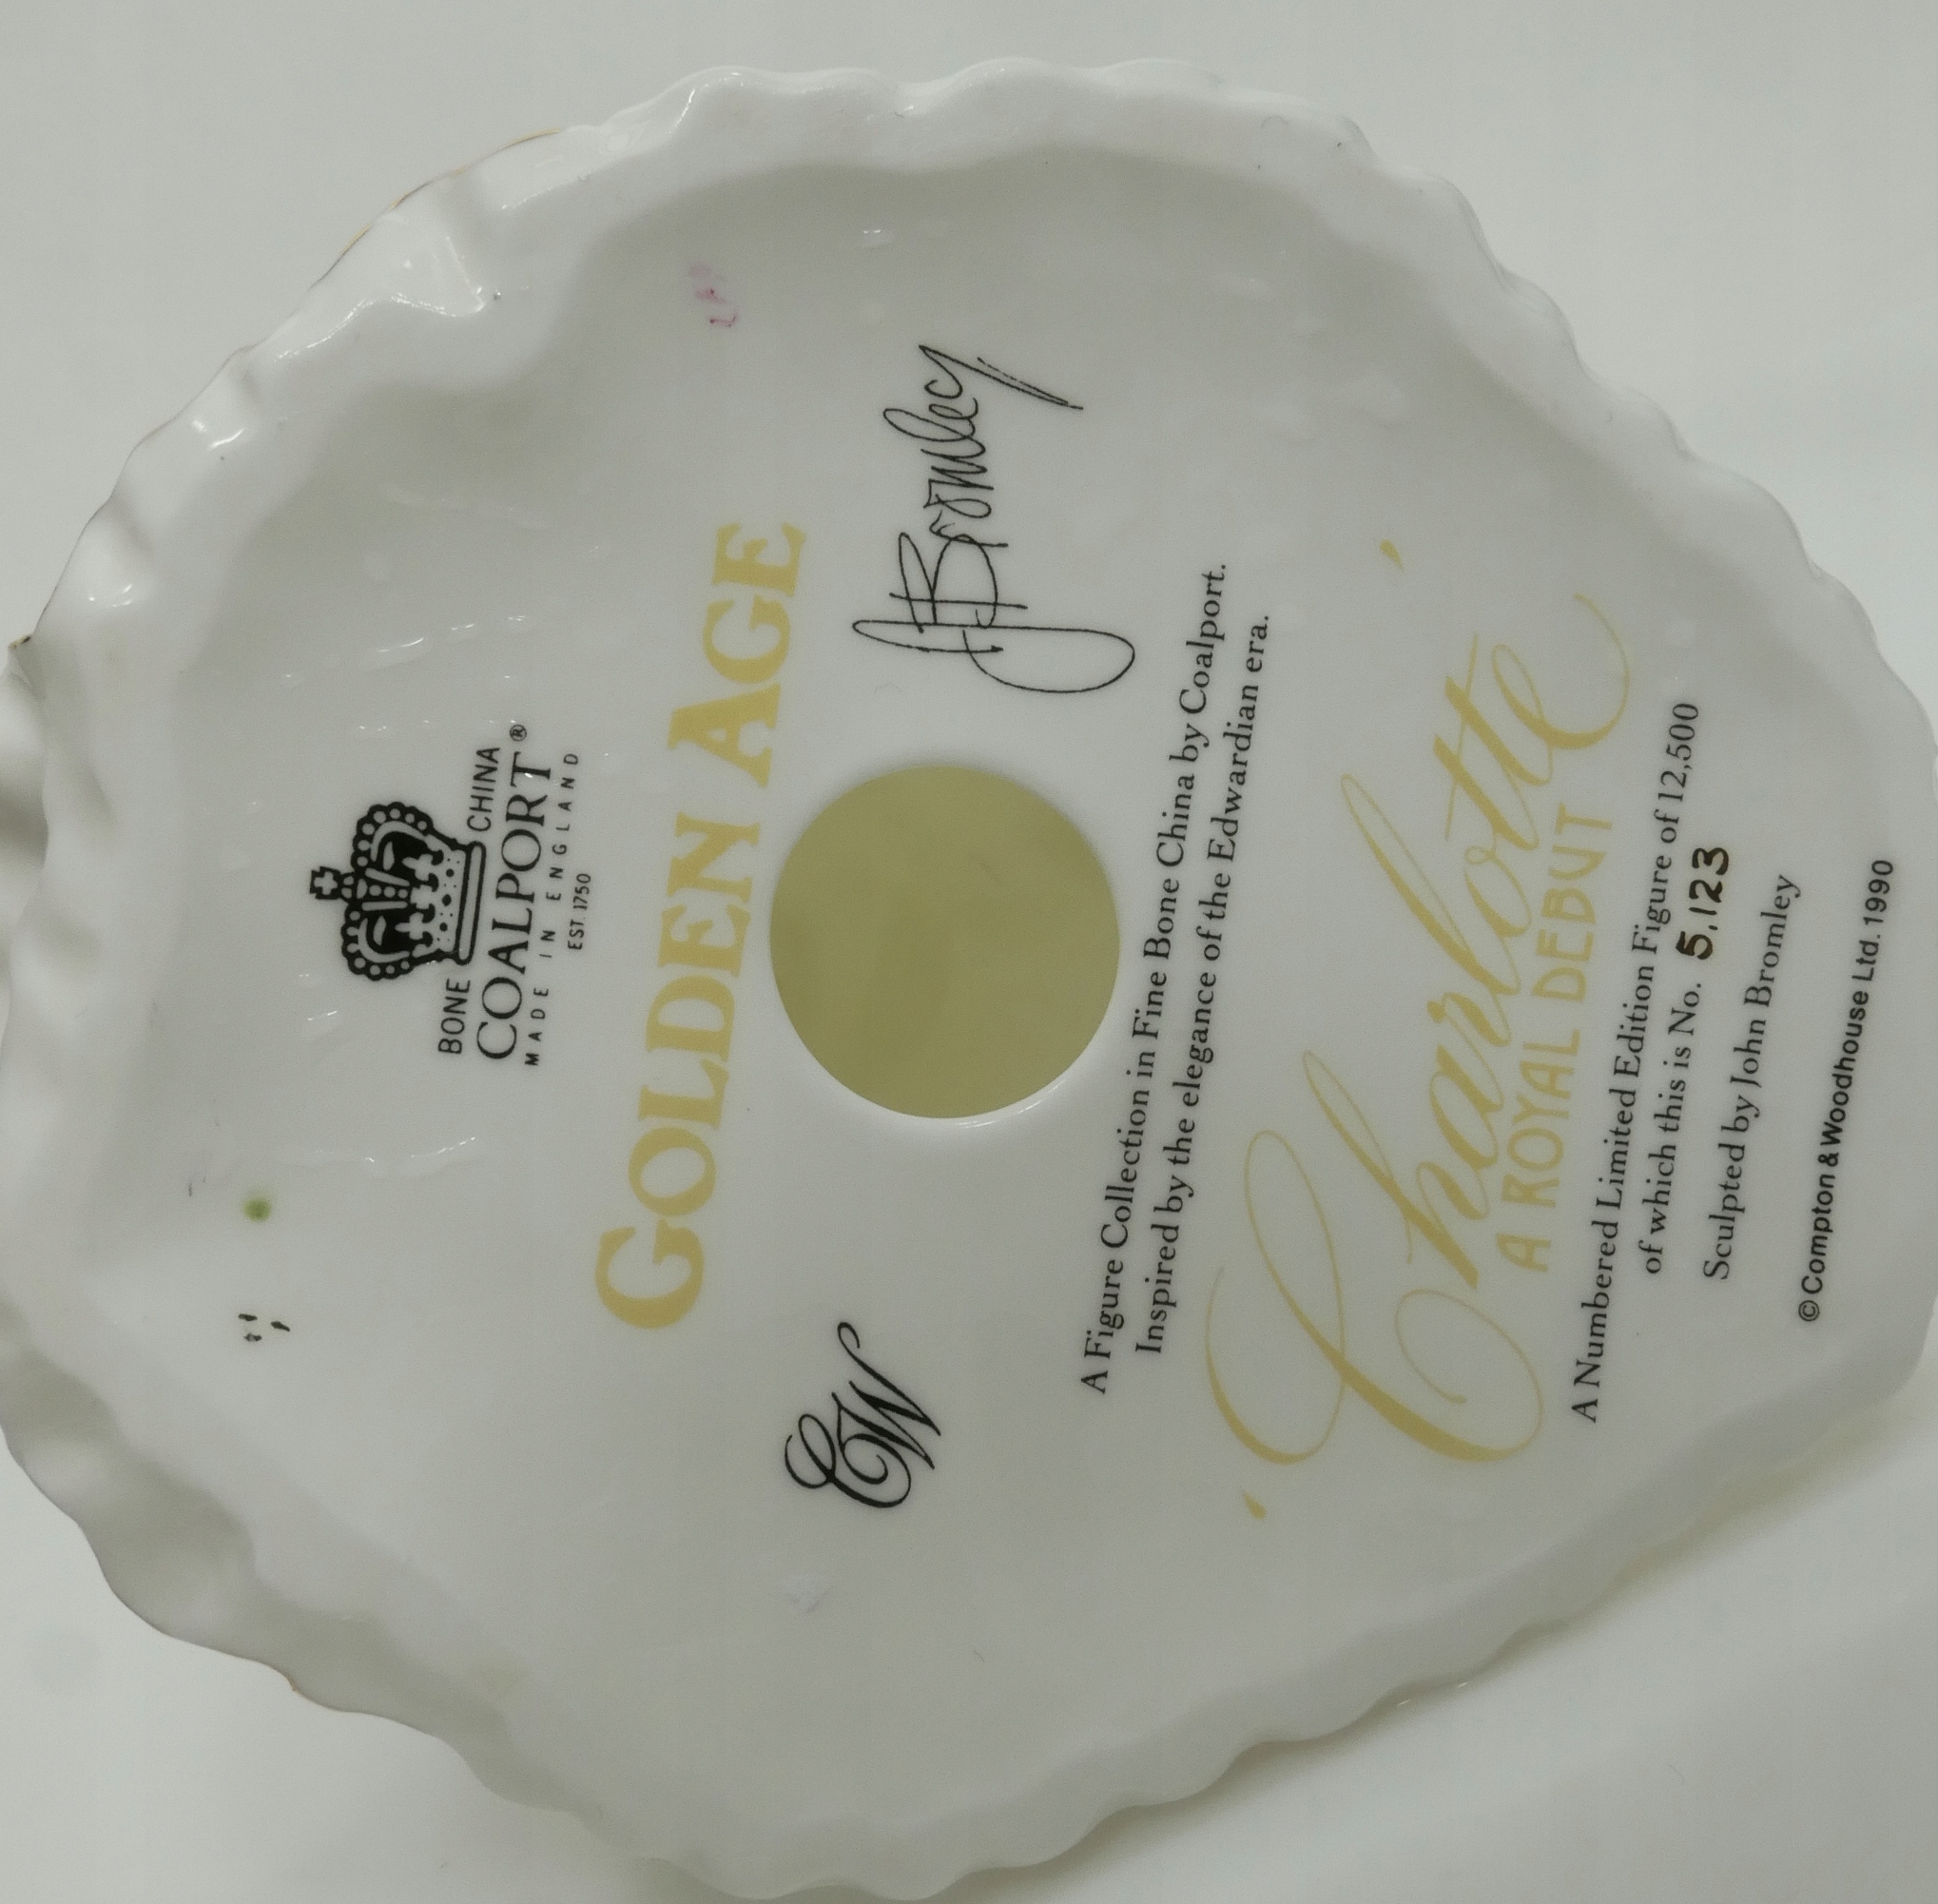 BONE CHINA
COALPORT®
MADE IN ENGLAND
EST. 1750
GOLDEN AGE
CW
JBromley
A Figure Collection in Fine Bone China by Coalport.
Inspired by the elegance of the Edwardian era.
'Charlotte'
A ROYAL DEBUT
A Numbered Limited Edition Figure of 12,500
of which this is No. 5,123
Sculpted by John Bromley
© Compton & Woodhouse Ltd. 1990